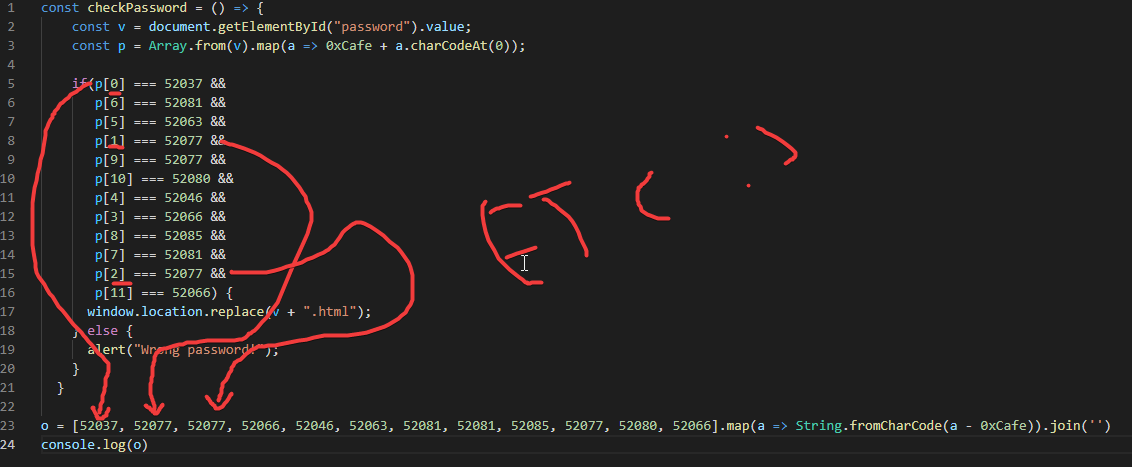 1 const checkPassword = () => {
2 const v = document.getElementById("password").value;
3 const p = Array.from(v).map(a => 0xCafe + a.charCodeAt(0));
4
5 if(p[0] === 52037 &&
6 p[6] === 52081 &&
7 p[5] === 52063 &&
8 p[1] === 52077 &&
9 p[9] === 52077 &&
10 p[10] === 52080 &&
11 p[4] === 52046 &&
12 p[3] === 52066 &&
13 p[8] === 52085 &&
14 p[7] === 52081 &&
15 p[2] === 52077 &&
16 p[11] === 52066) {
17 window.location.replace(v + ".html");
18 } else {
19 alert("Wrong password!");
20 }
21 }
22
23 o = [52037, 52077, 52077, 52066, 52046, 52063, 52081, 52081, 52085, 52077, 52080, 52066].map(a => String.fromCharCode(a - 0xCafe)).join('')
24 console.log(o)